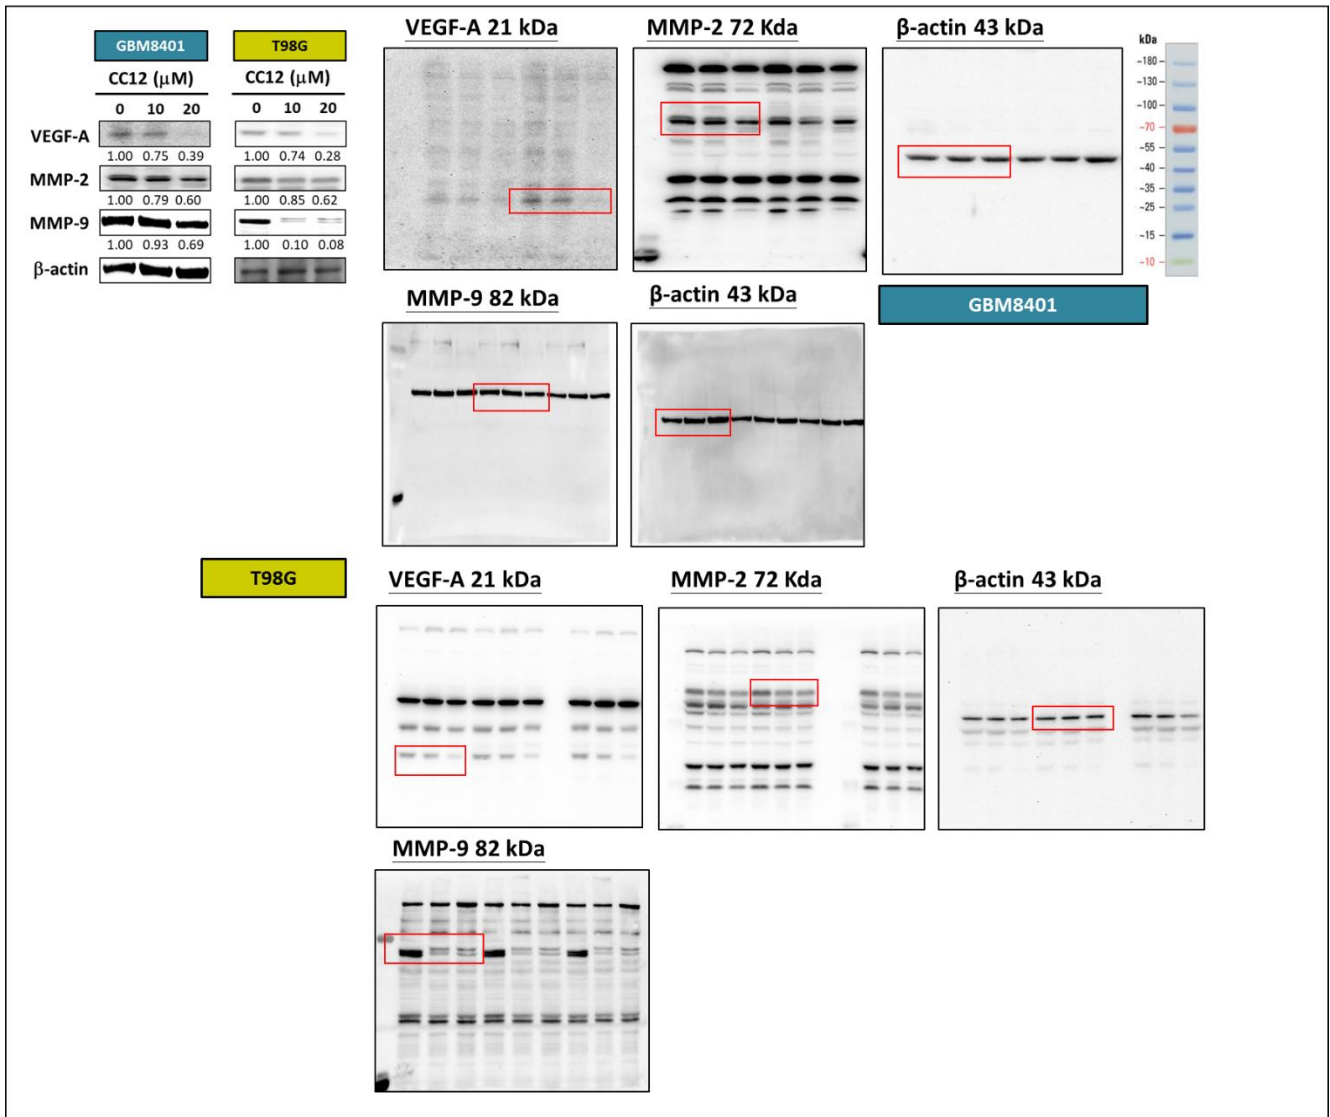 GBM8401 T98G
CC12 (μM) CC12 (μM)
0 10 20 0 10 20
VEGF-A
1.00 0.75 0.39 1.00 0.74 0.28
MMP-2
1.00 0.79 0.60 1.00 0.85 0.62
MMP-9
1.00 0.93 0.69 1.00 0.10 0.08
β-actin
VEGF-A 21 kDa
MMP-2 72 Kda
β-actin 43 kDa
kDa
~180
~130
~100
~70
~55
~40
~35
~25
~15
~10
MMP-9 82 kDa
β-actin 43 kDa
GBM8401
T98G
VEGF-A 21 kDa
MMP-2 72 Kda
β-actin 43 kDa
MMP-9 82 kDa